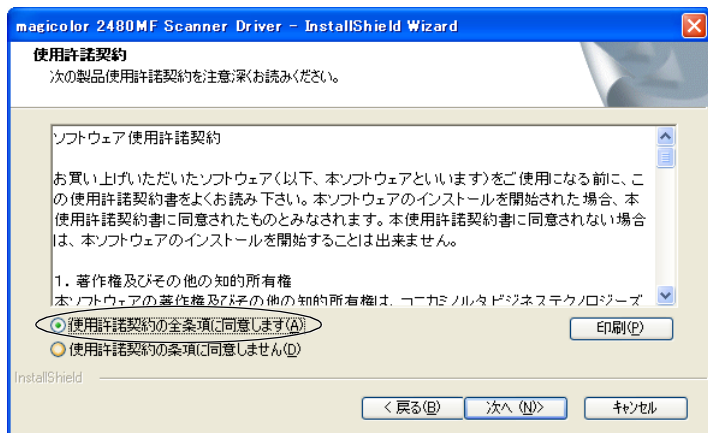 magicolor 2480MF Scanner Driver - InstallShield Wizard
使用許諾契約
次の製品使用許諾契約を注意深くお読みください。
ソフトウェア使用許諾契約
お買い上げいただいたソフトウェア(以下、本ソフトウェアといいます)をご使用になる前に、こ
の使用許諾契約書をよくお読み下さい。本ソフトウェアのインストールを開始された場合、本
使用許諾契約書に同意されたものとみなされます。本使用許諾契約書に同意されない場合
は、本ソフトウェアのインストールを開始することは出来ません。
1. 著作権及びその他の知的所有権
本ソフトウェアの著作権及びその他の知的所有権は、コニカミノルタビジネステクノロジーズ
使用許諾契約の全条項に同意します(A)
印刷(P)
使用許諾契約の条項に同意しません(D)
InstallShield
< 戻る(B)
次へ (N)>
キャンセル